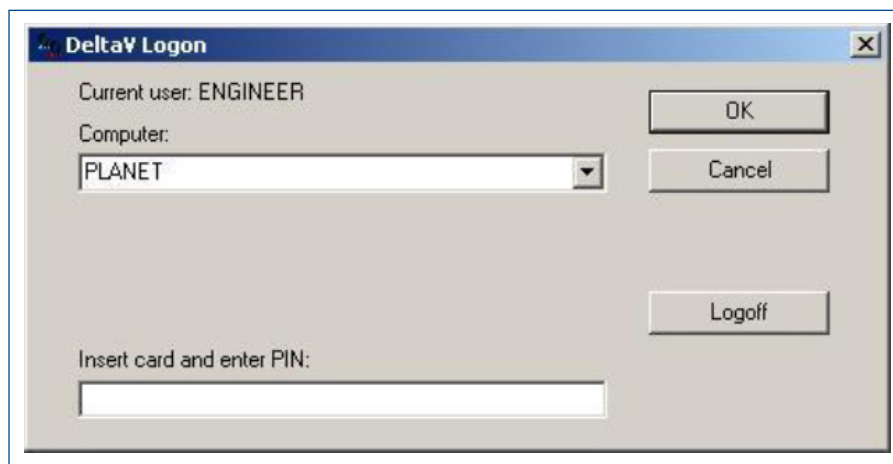 DeltaV Logon
Current user: ENGINEER
OK
Computer:
PLANET
Cancel
Logoff
Insert card and enter PIN: